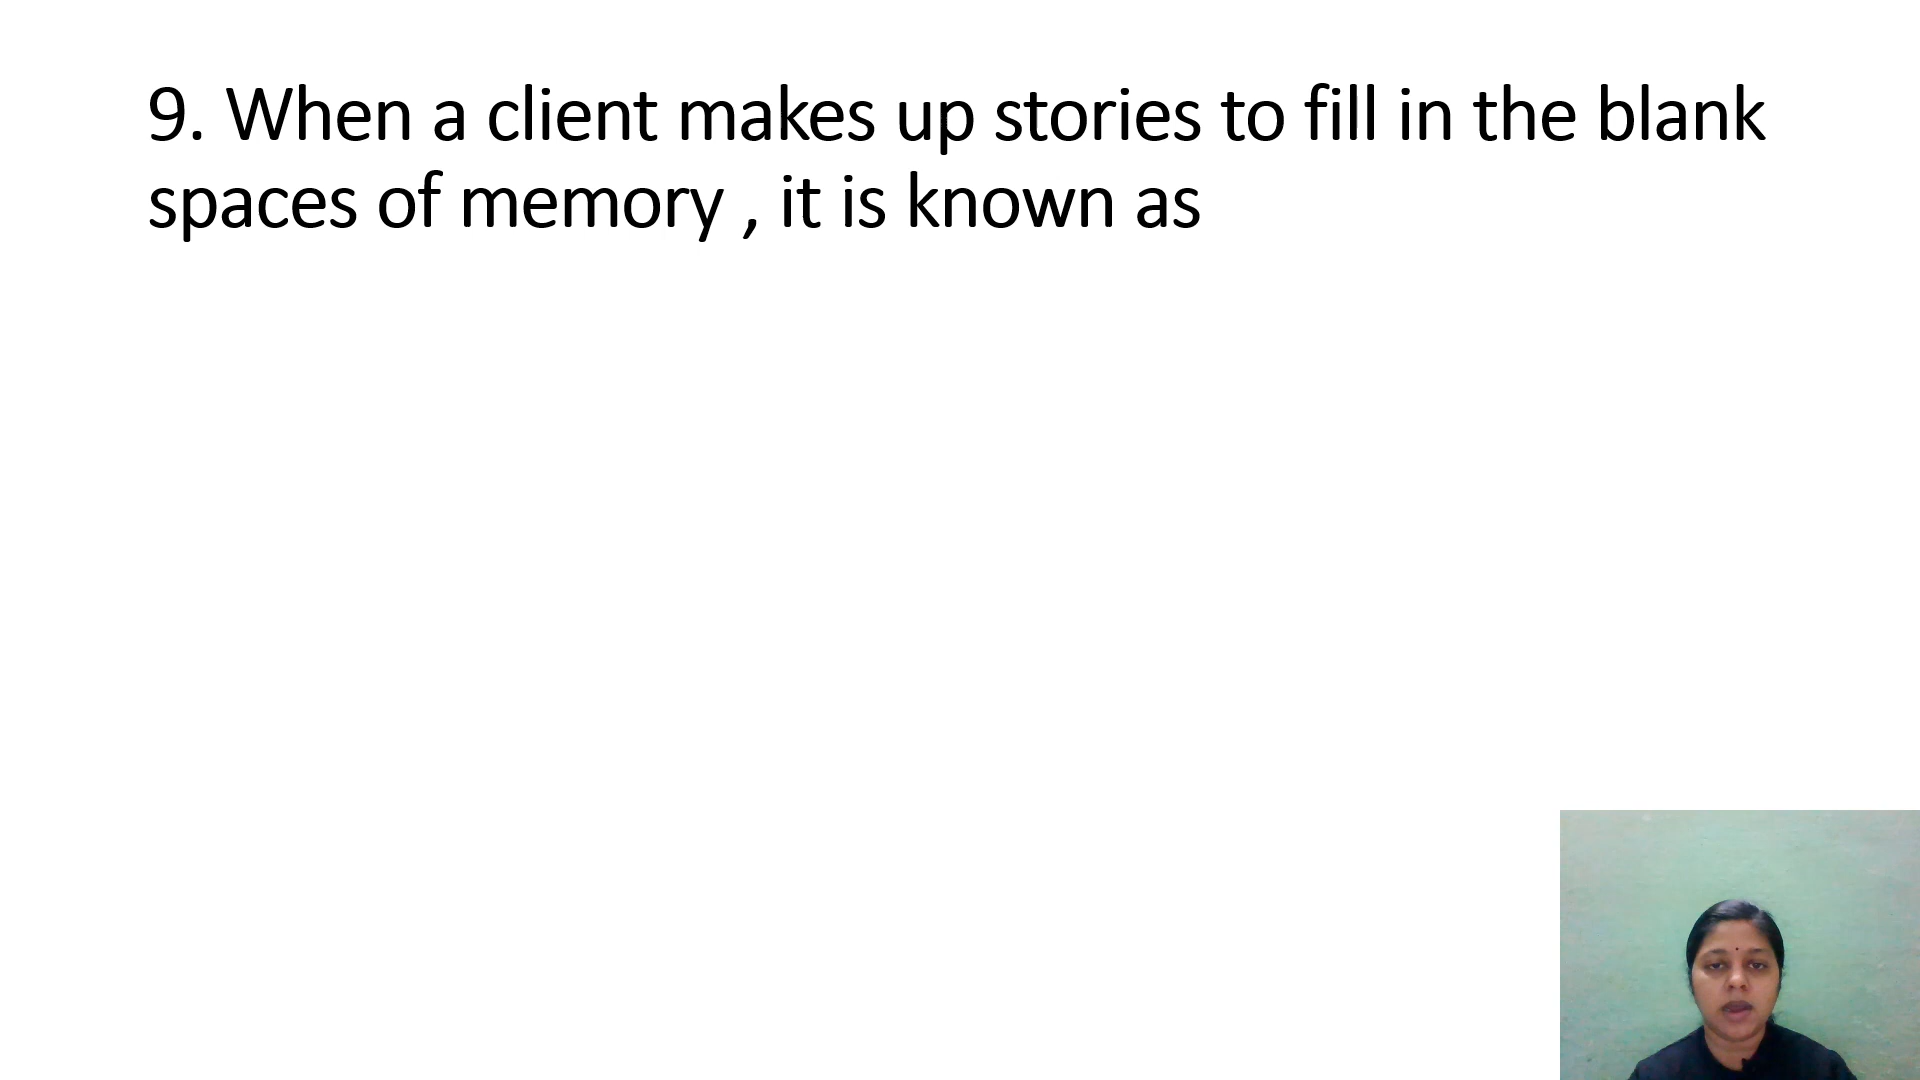 9. When a client makes up stories to fill in the blank
spaces of memory , it is known as